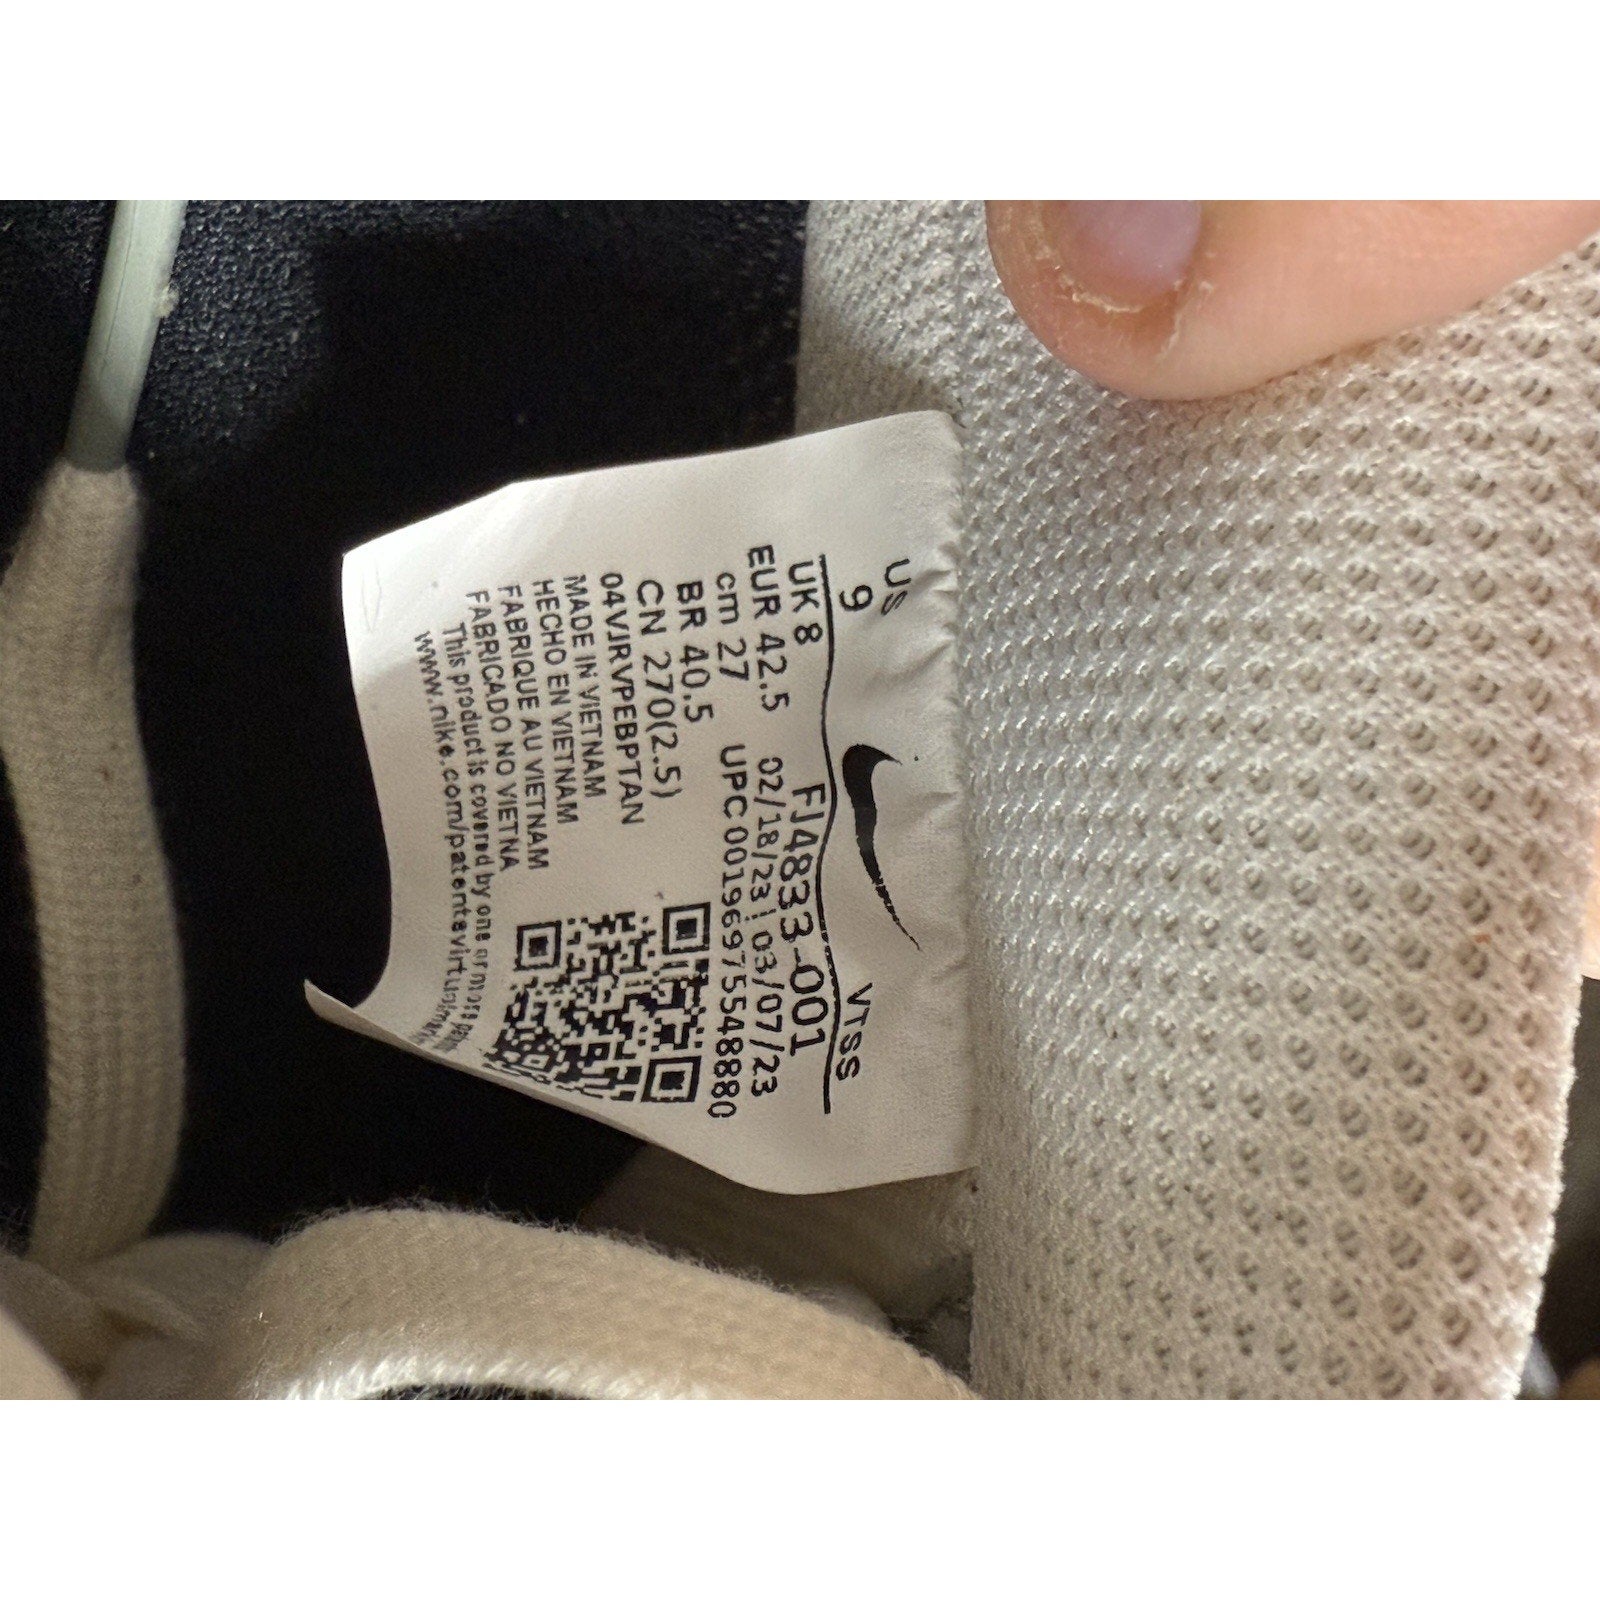 US
9
VTSS
UK 8
FJ4833-001
EUR 42.5
02/18/23|03/07/23
cm 27
UPC 00196975548880
BR 40.5
CN 270(2.5)
04VJRVPEBPTAN
MADE IN VIETNAM
HECHO EN VIETNAM
FABRIQUE AU VIETNAM
FABRICADO NO VIETNA
This product is covered by one or more
www.nike.com/patents